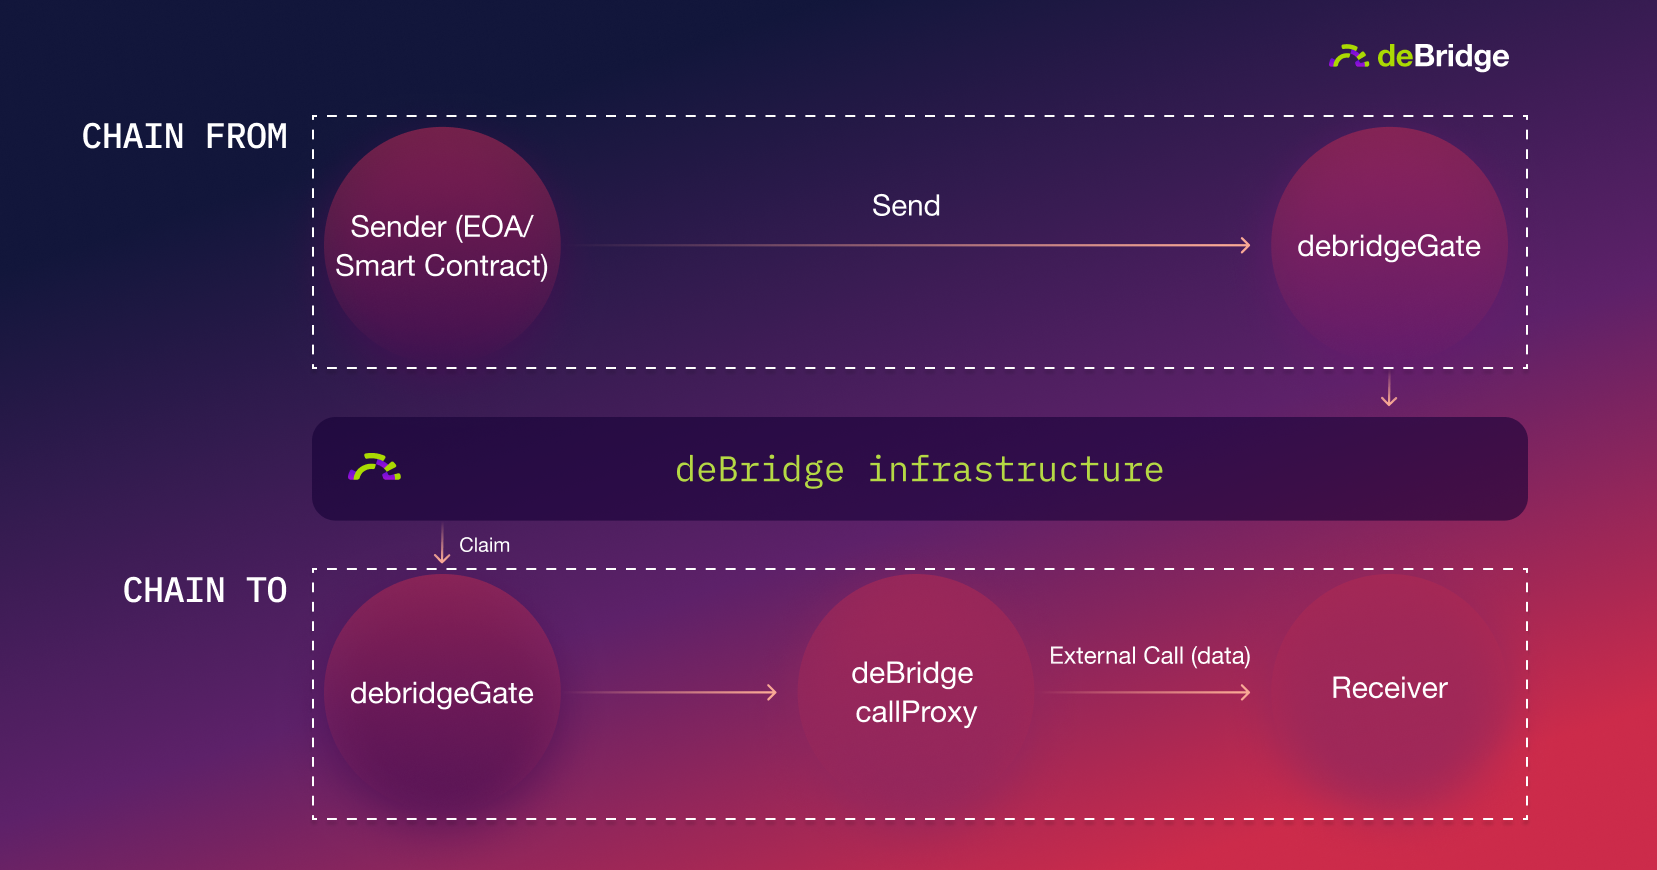 deBridge
CHAIN FROM
Sender (EOA/
Smart Contract)
Send
debridgeGate
deBridge infrastructure
Claim
CHAIN TO
debridgeGate
deBridge
callProxy
External Call (data)
Receiver